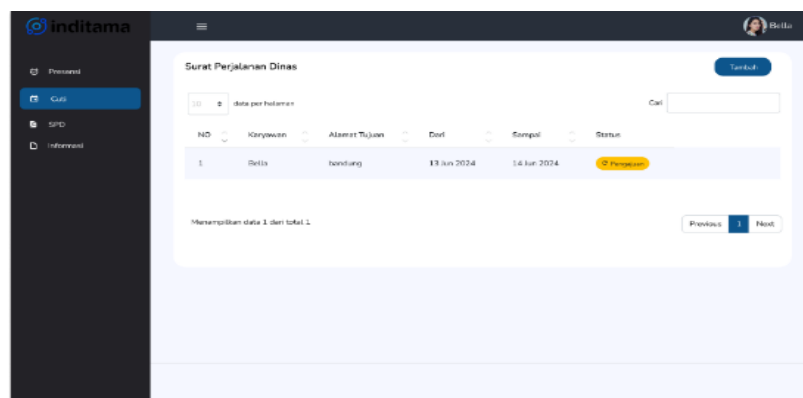 inditama
Bella
Presensi
Cuti
SPD
Informasi
Surat Perjalanan Dinas
Tambah
10 data per halaman
Cari
NO Karyawan Alamat Tujuan Dari Sampai Status
1 Bella bandung 13 Jun 2024 14 Jun 2024 Pengajuan
Menampilkan data 1 dari total 1
Previous 1 Next